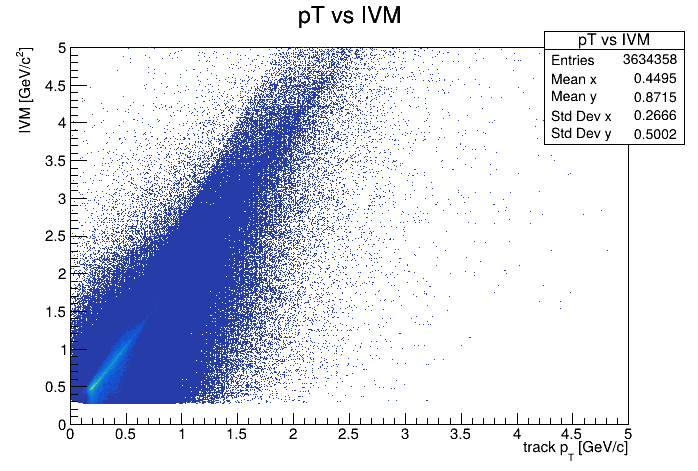 pT vs IVM
pT vs IVM
Entries 3634358
Mean x 0.4495
Mean y 0.8715
Std Dev x 0.2666
Std Dev y 0.5002
IVM [GeV/c²]
5
4.5
4
3.5
3
2.5
2
1.5
1
0.5
0
0 0.5 1 1.5 2 2.5 3 3.5 4 4.5 5
track p_T [GeV/c]